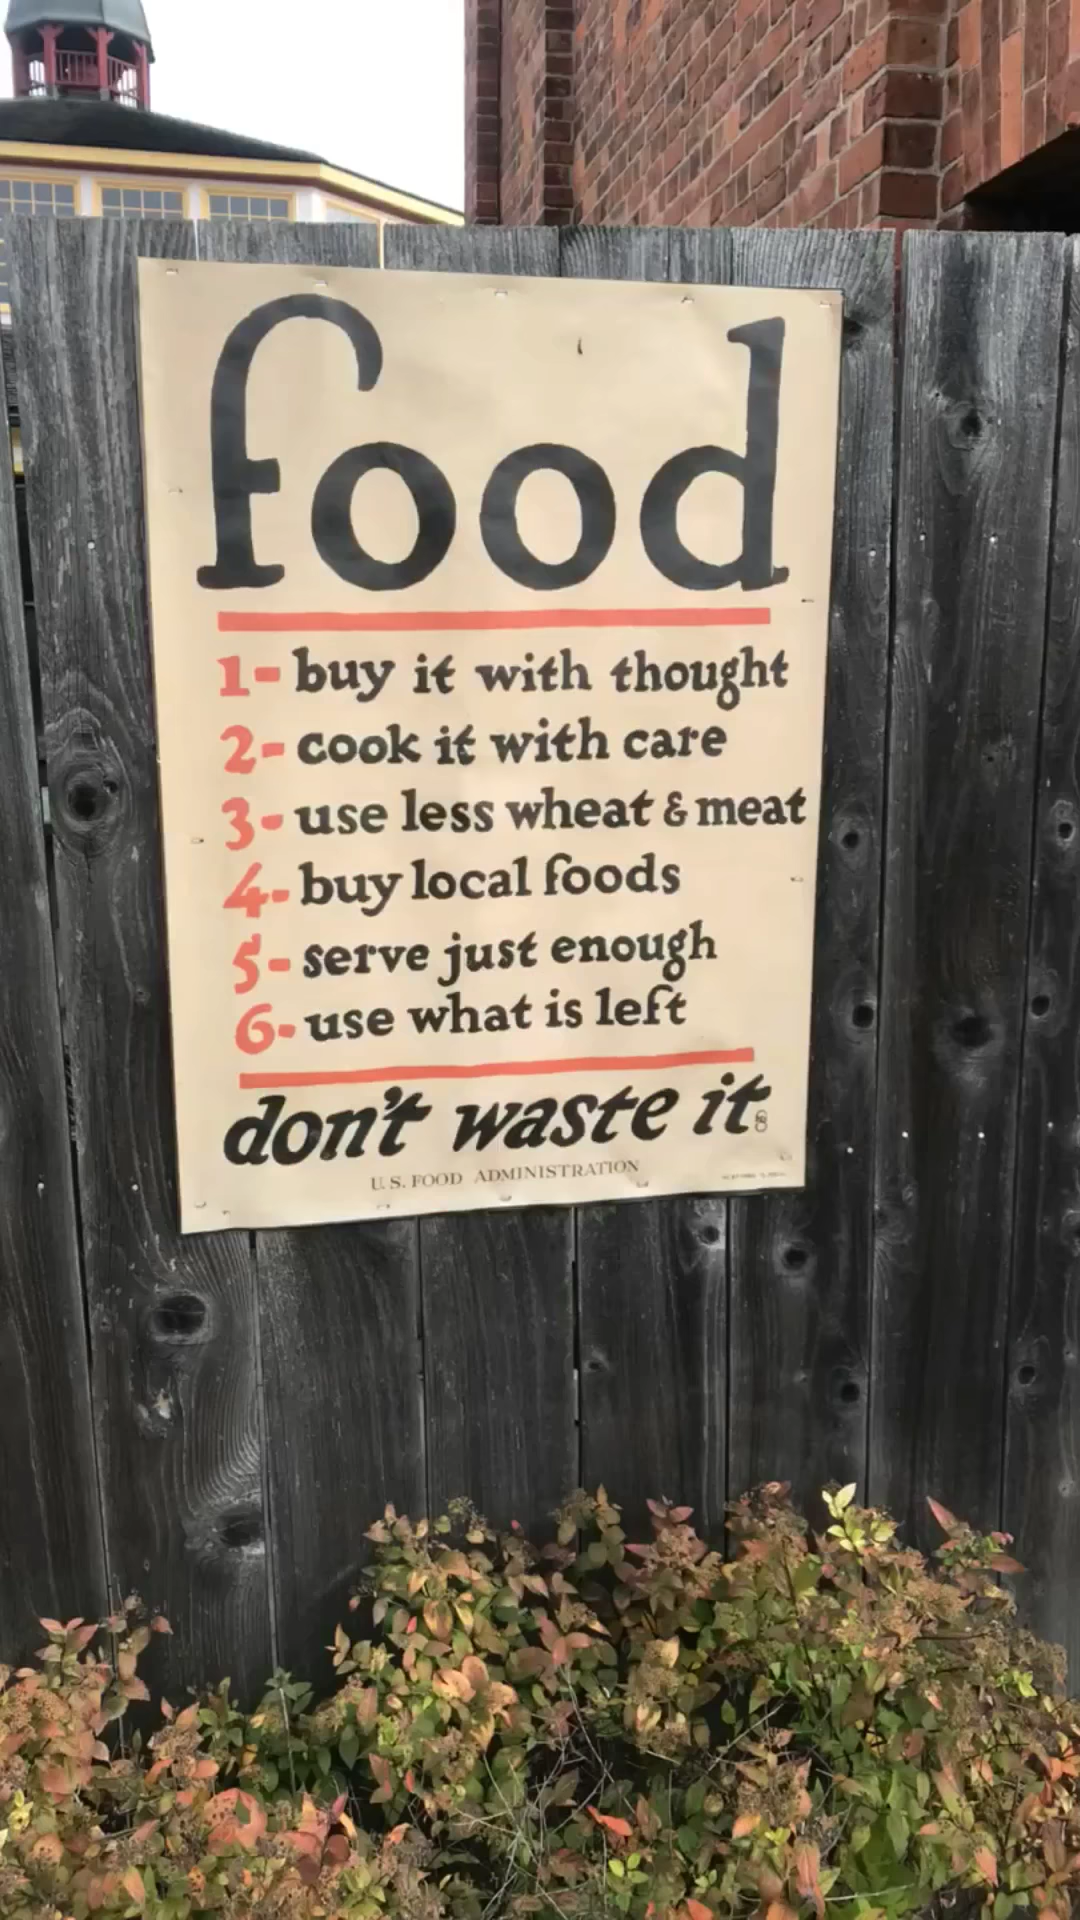 food
1- buy it with thought
2- cook it with care
3- use less wheat & meat
4- buy local foods
5- serve just enough
6- use what is left
don't waste it
U.S. FOOD ADMINISTRATION